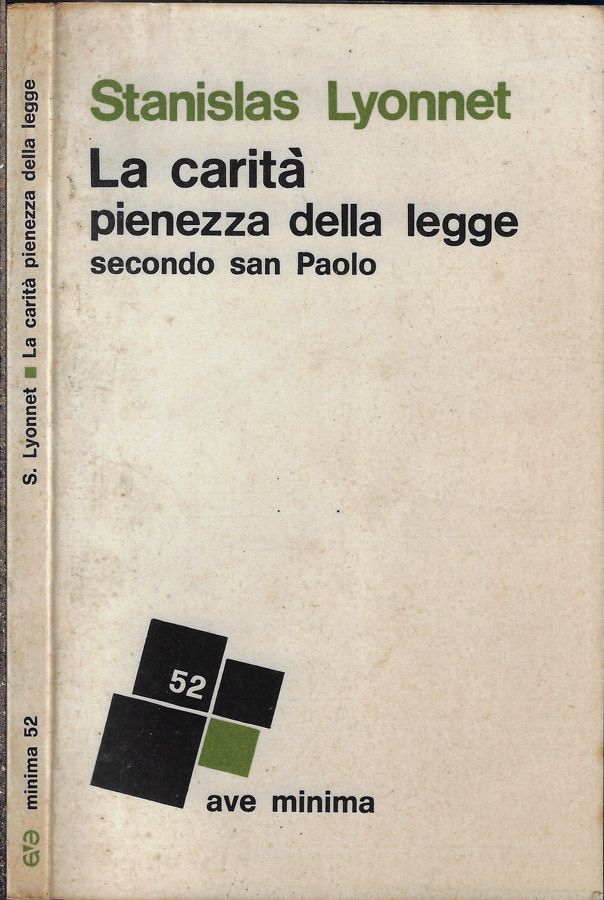 Stanislas Lyonnet
La carità
pienezza della legge
secondo san Paolo
52
ave minima
S. Lyonnet ■ La carità pienezza della legge
minima 52
ave